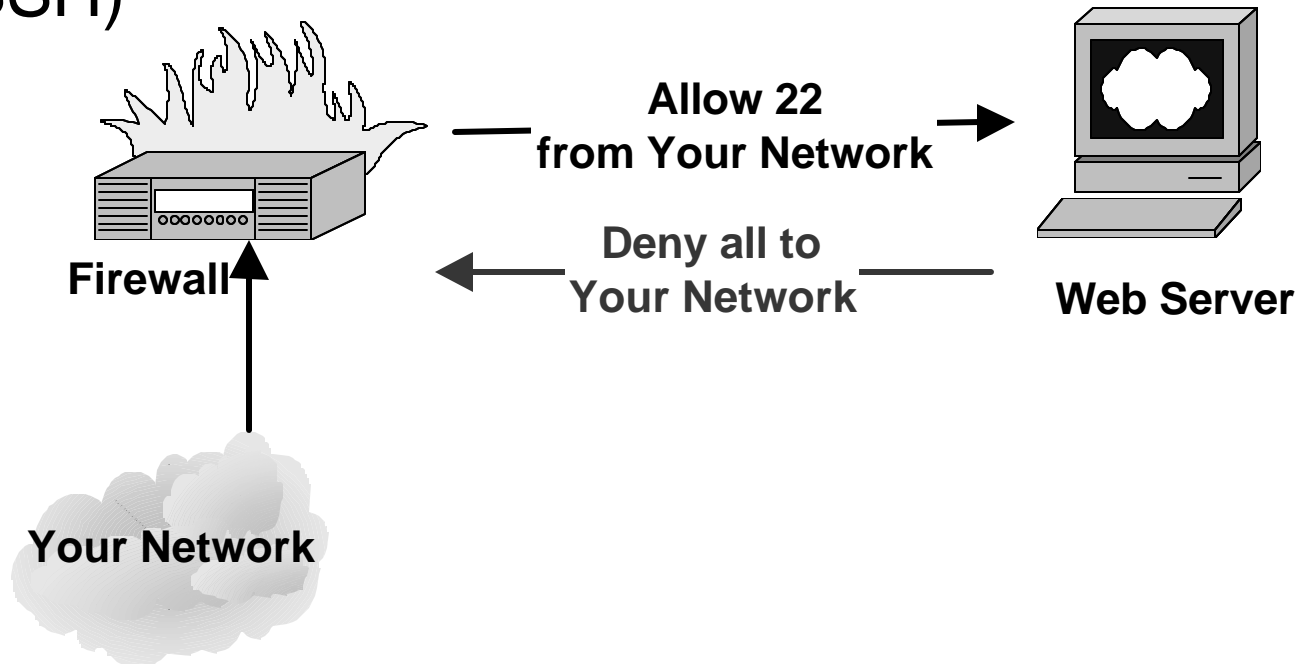 Allow 22
from Your Network
Deny all to
Your Network
Firewall
Web Server
Your Network